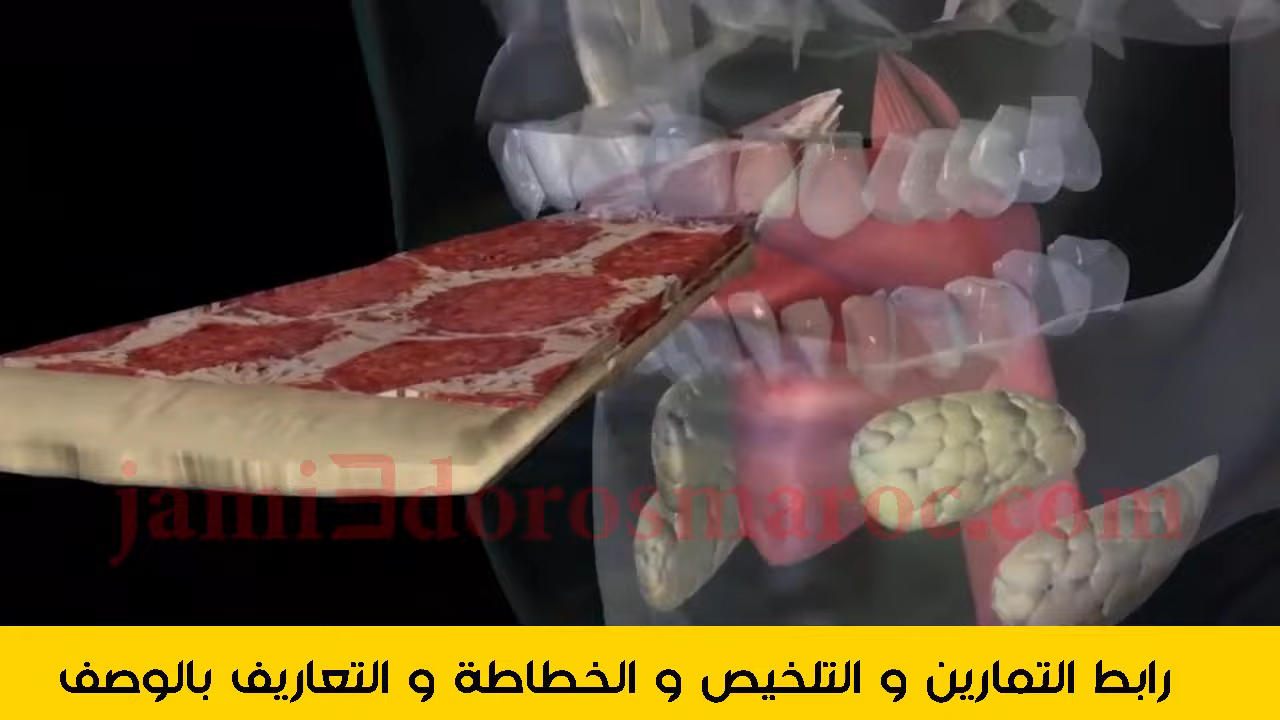 jami3dorosmaroc.com
رابط التمارين و التلخيص و الخطاطة و التعاريف بالوصف